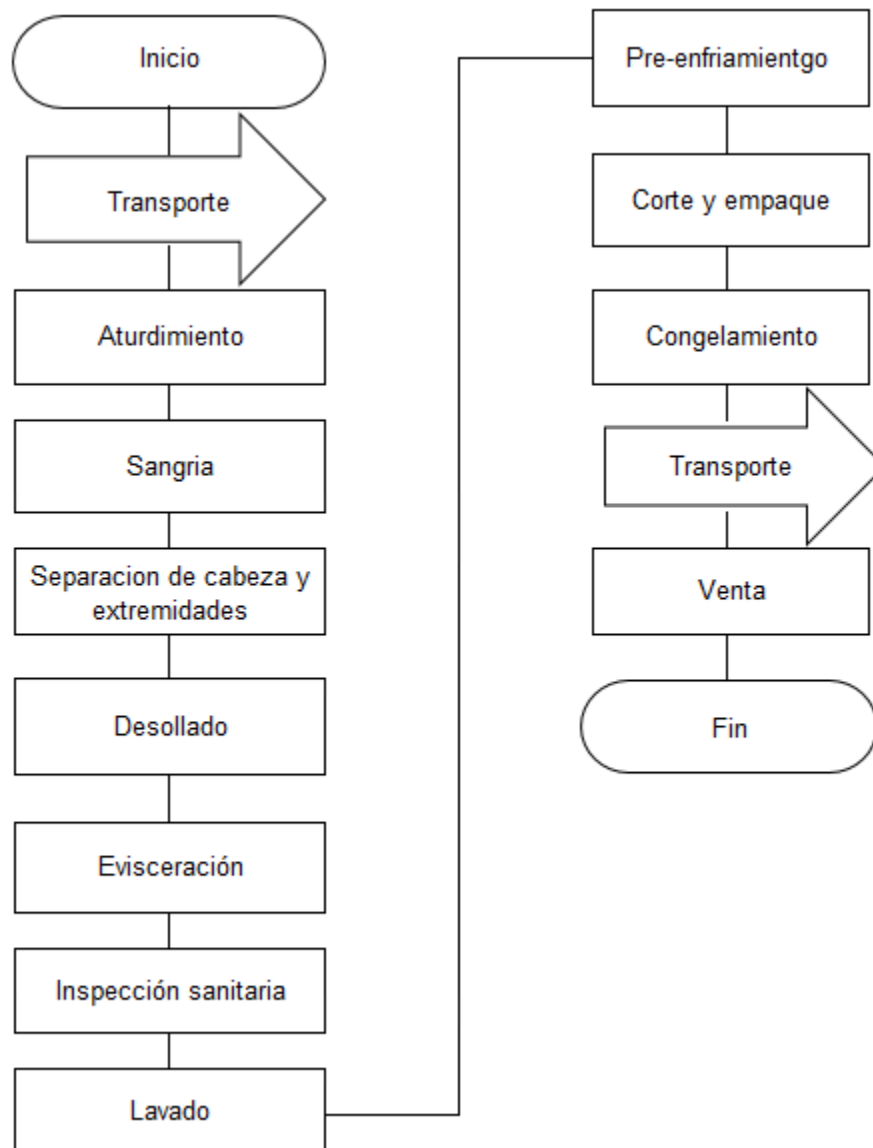 Inicio
Transporte
Aturdimiento
Sangria
Separacion de cabeza y
extremidades
Desollado
Evisceración
Inspección sanitaria
Lavado
Pre-enfriamientgo
Corte y empaque
Congelamiento
Transporte
Venta
Fin